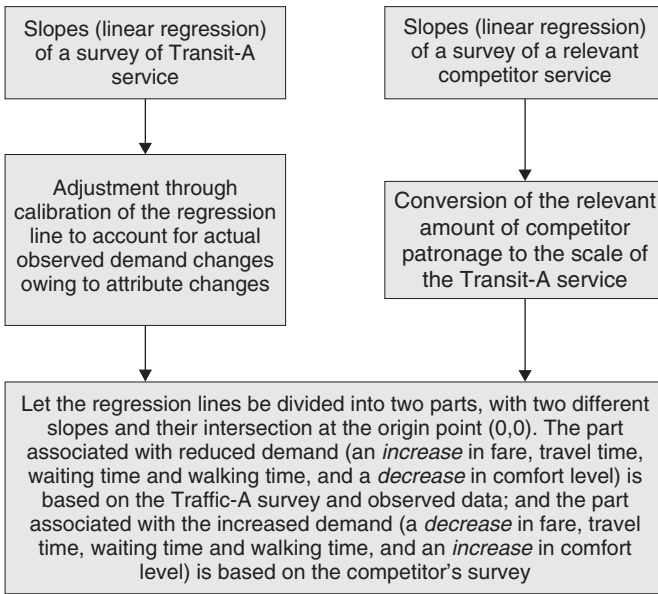 Slopes (linear regression)
of a survey of Transit-A
service
Slopes (linear regression)
of a survey of a relevant
competitor service
Adjustment through
calibration of the regression
line to account for actual
observed demand changes
owing to attribute changes
Conversion of the relevant
amount of competitor
patronage to the scale of
the Transit-A service
Let the regression lines be divided into two parts, with two different
slopes and their intersection at the origin point (0,0). The part
associated with reduced demand (an increase in fare, travel time,
waiting time and walking time, and a decrease in comfort level) is
based on the Traffic-A survey and observed data; and the part
associated with the increased demand (a decrease in fare, travel
time, waiting time and walking time, and an increase in comfort
level) is based on the competitor's survey